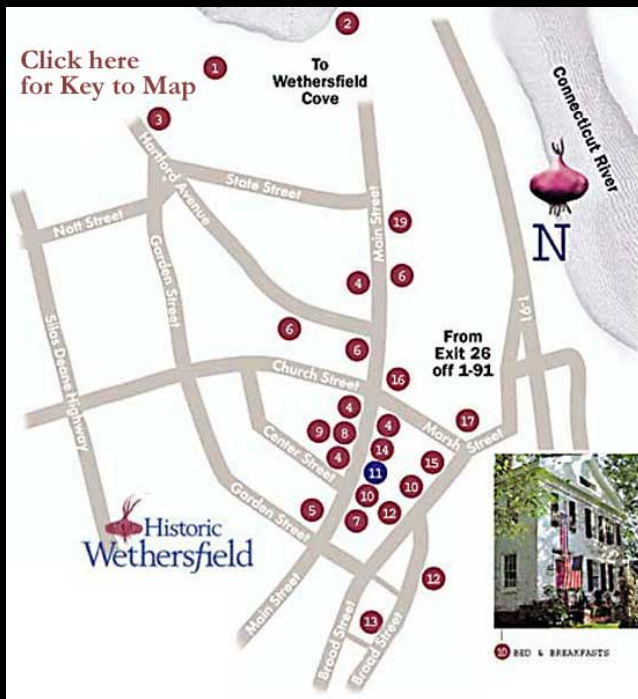 2
Click here
for Key to Map
1
To
Wethersfield
Cove
Connecticut River
3
Hartford Avenue
State Street
N
Nott Street
Main Street
19
Garden Street
4
6
I-91
Silas Deane Highway
6
6
From
Exit 26
off 1-91
Church Street
16
4
4
Marsh Street
17
9
8
14
4
15
Center Street
11
10
10
5
7
12
Garden Street
Historic
Wethersfield
12
Main Street
13
Broad Street
Broad Street
10 BED & BREAKFASTS